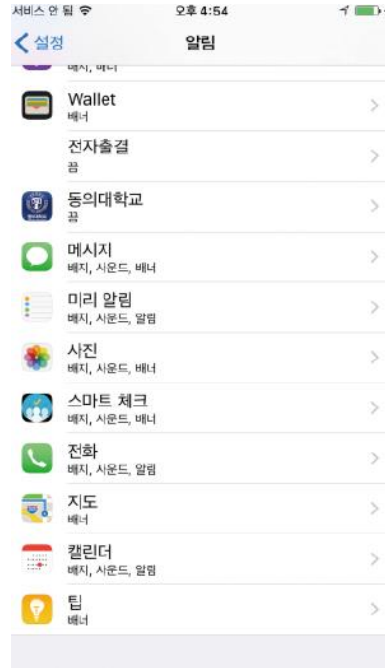 서비스 안 됨
오후 4:54
설정
알림
배지, 배너
Wallet
배너
전자출결
끔
동의대학교
끔
메시지
배지, 사운드, 배너
미리 알림
배지, 사운드, 알림
사진
배지, 사운드, 배너
스마트 체크
배지, 사운드, 배너
전화
배지, 사운드, 알림
지도
배너
캘린더
배지, 사운드, 알림
팁
배너